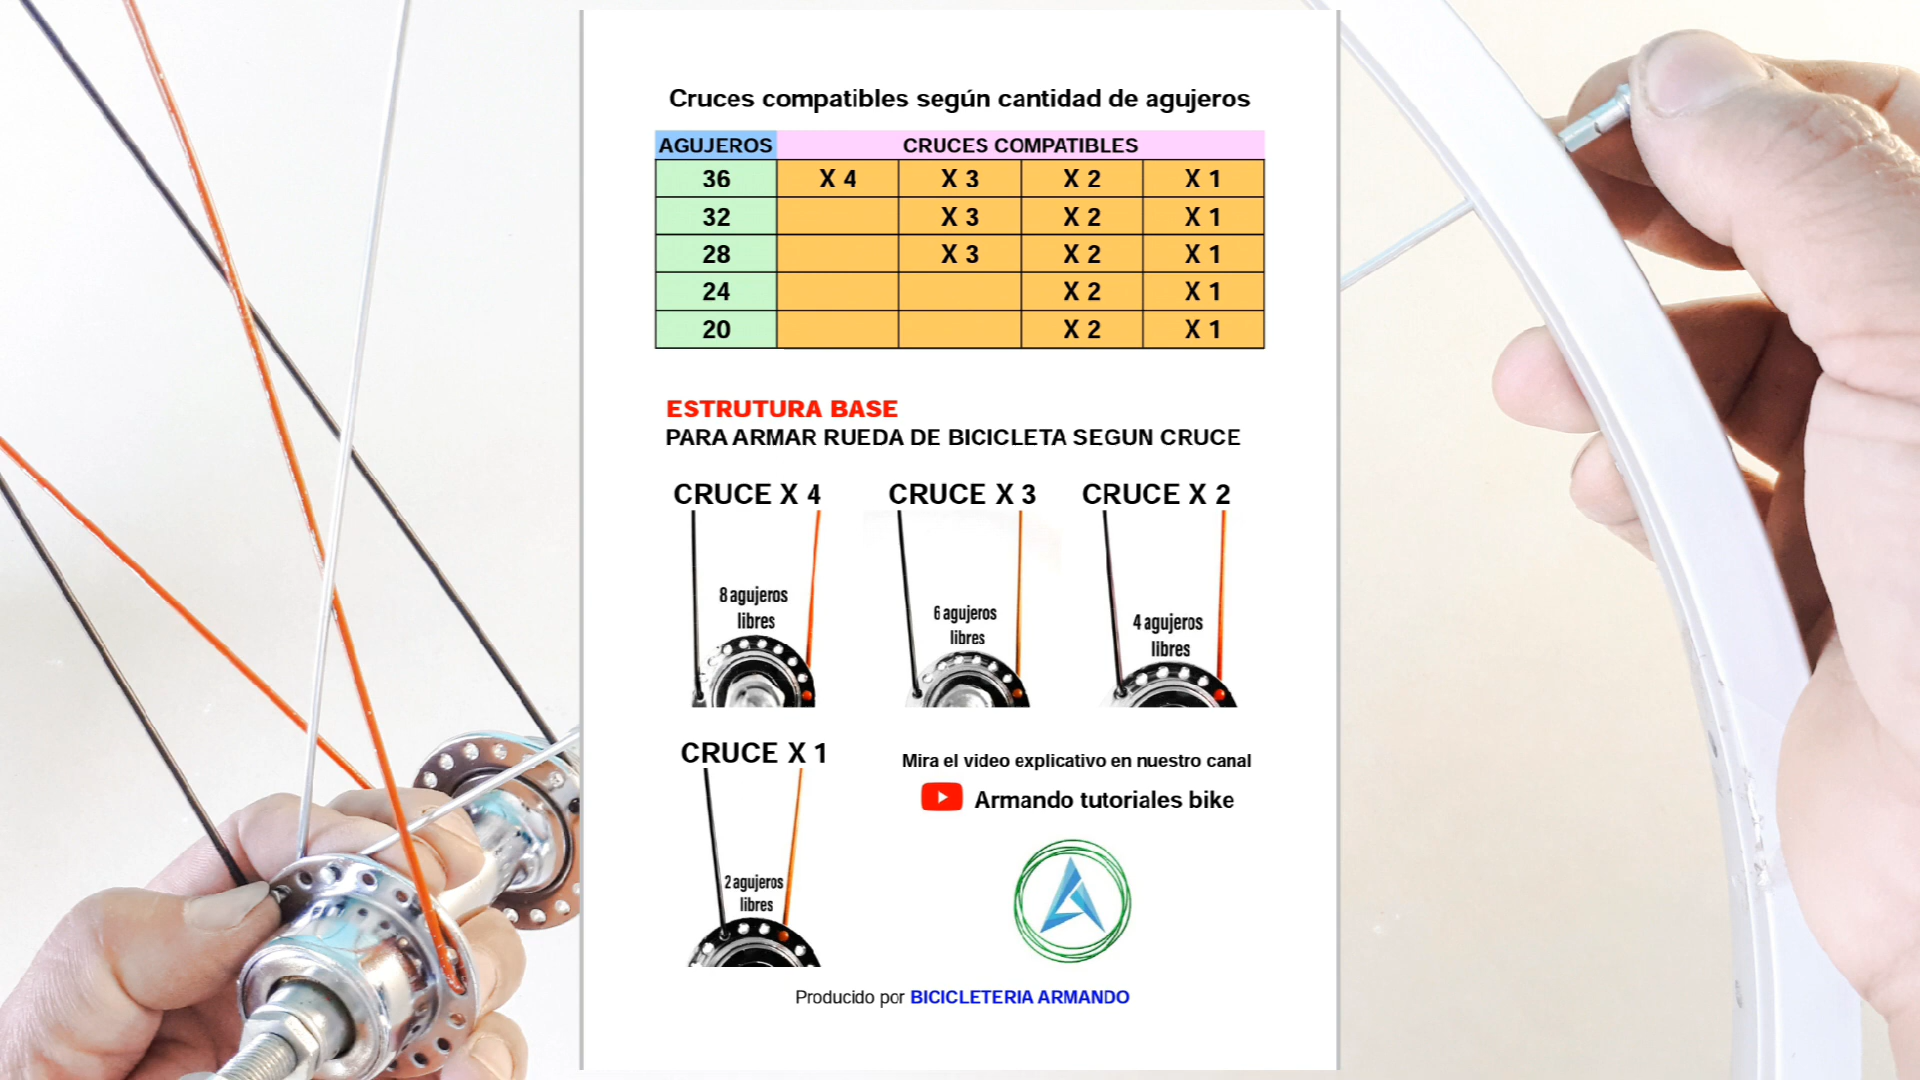 Cruces compatibles según cantidad de agujeros
AGUJEROS CRUCES COMPATIBLES
36 X 4 X 3 X 2 X 1
32 X 3 X 2 X 1
28 X 3 X 2 X 1
24 X 2 X 1
20 X 2 X 1
ESTRUTURA BASE
PARA ARMAR RUEDA DE BICICLETA SEGUN CRUCE
CRUCE X 4 CRUCE X 3 CRUCE X 2
8 agujeros
libres
6 agujeros
libres
4 agujeros
libres
CRUCE X 1
2 agujeros
libres
Mira el video explicativo en nuestro canal
Armando tutoriales bike
Producido por BICICLETERIA ARMANDO